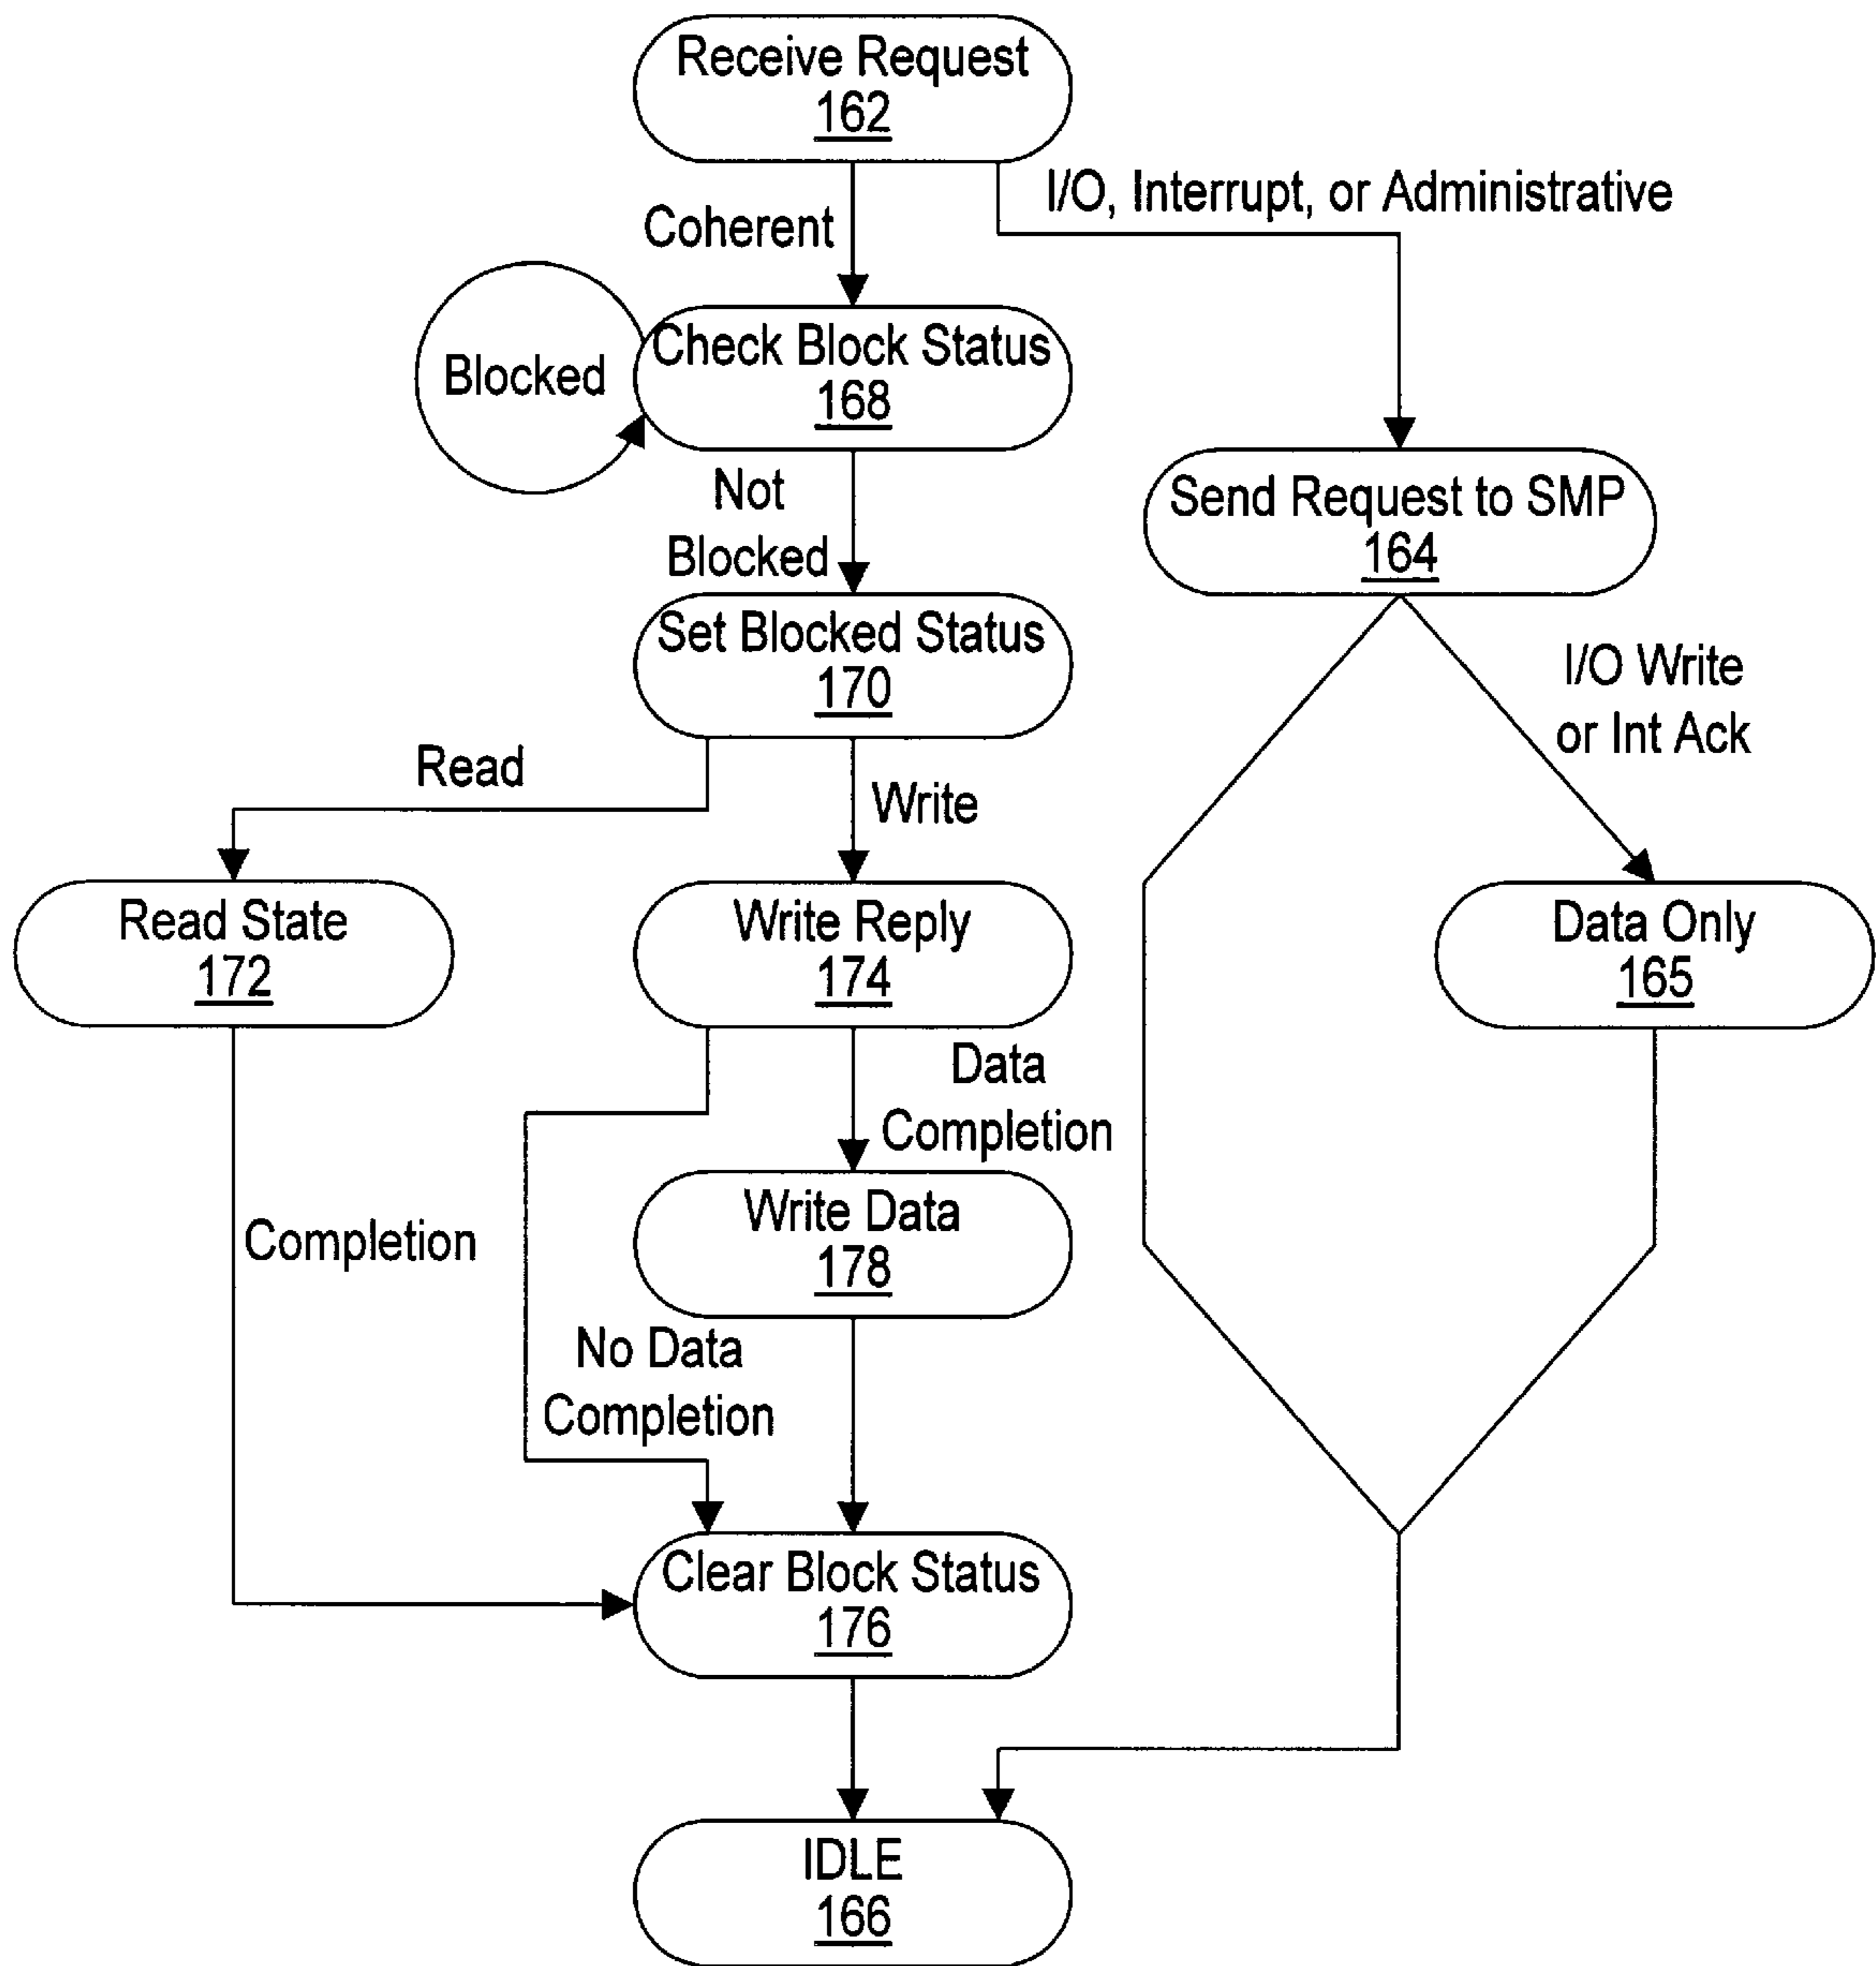 Receive Request
162
I/O, Interrupt, or Administrative
Coherent
Blocked
Check Block Status
168
Not
Blocked
Send Request to SMP
164
Set Blocked Status
170
I/O Write
or Int Ack
Read
Write
Read State
172
Write Reply
174
Data Only
165
Data
Completion
Write Data
178
Completion
No Data
Completion
Clear Block Status
176
IDLE
166